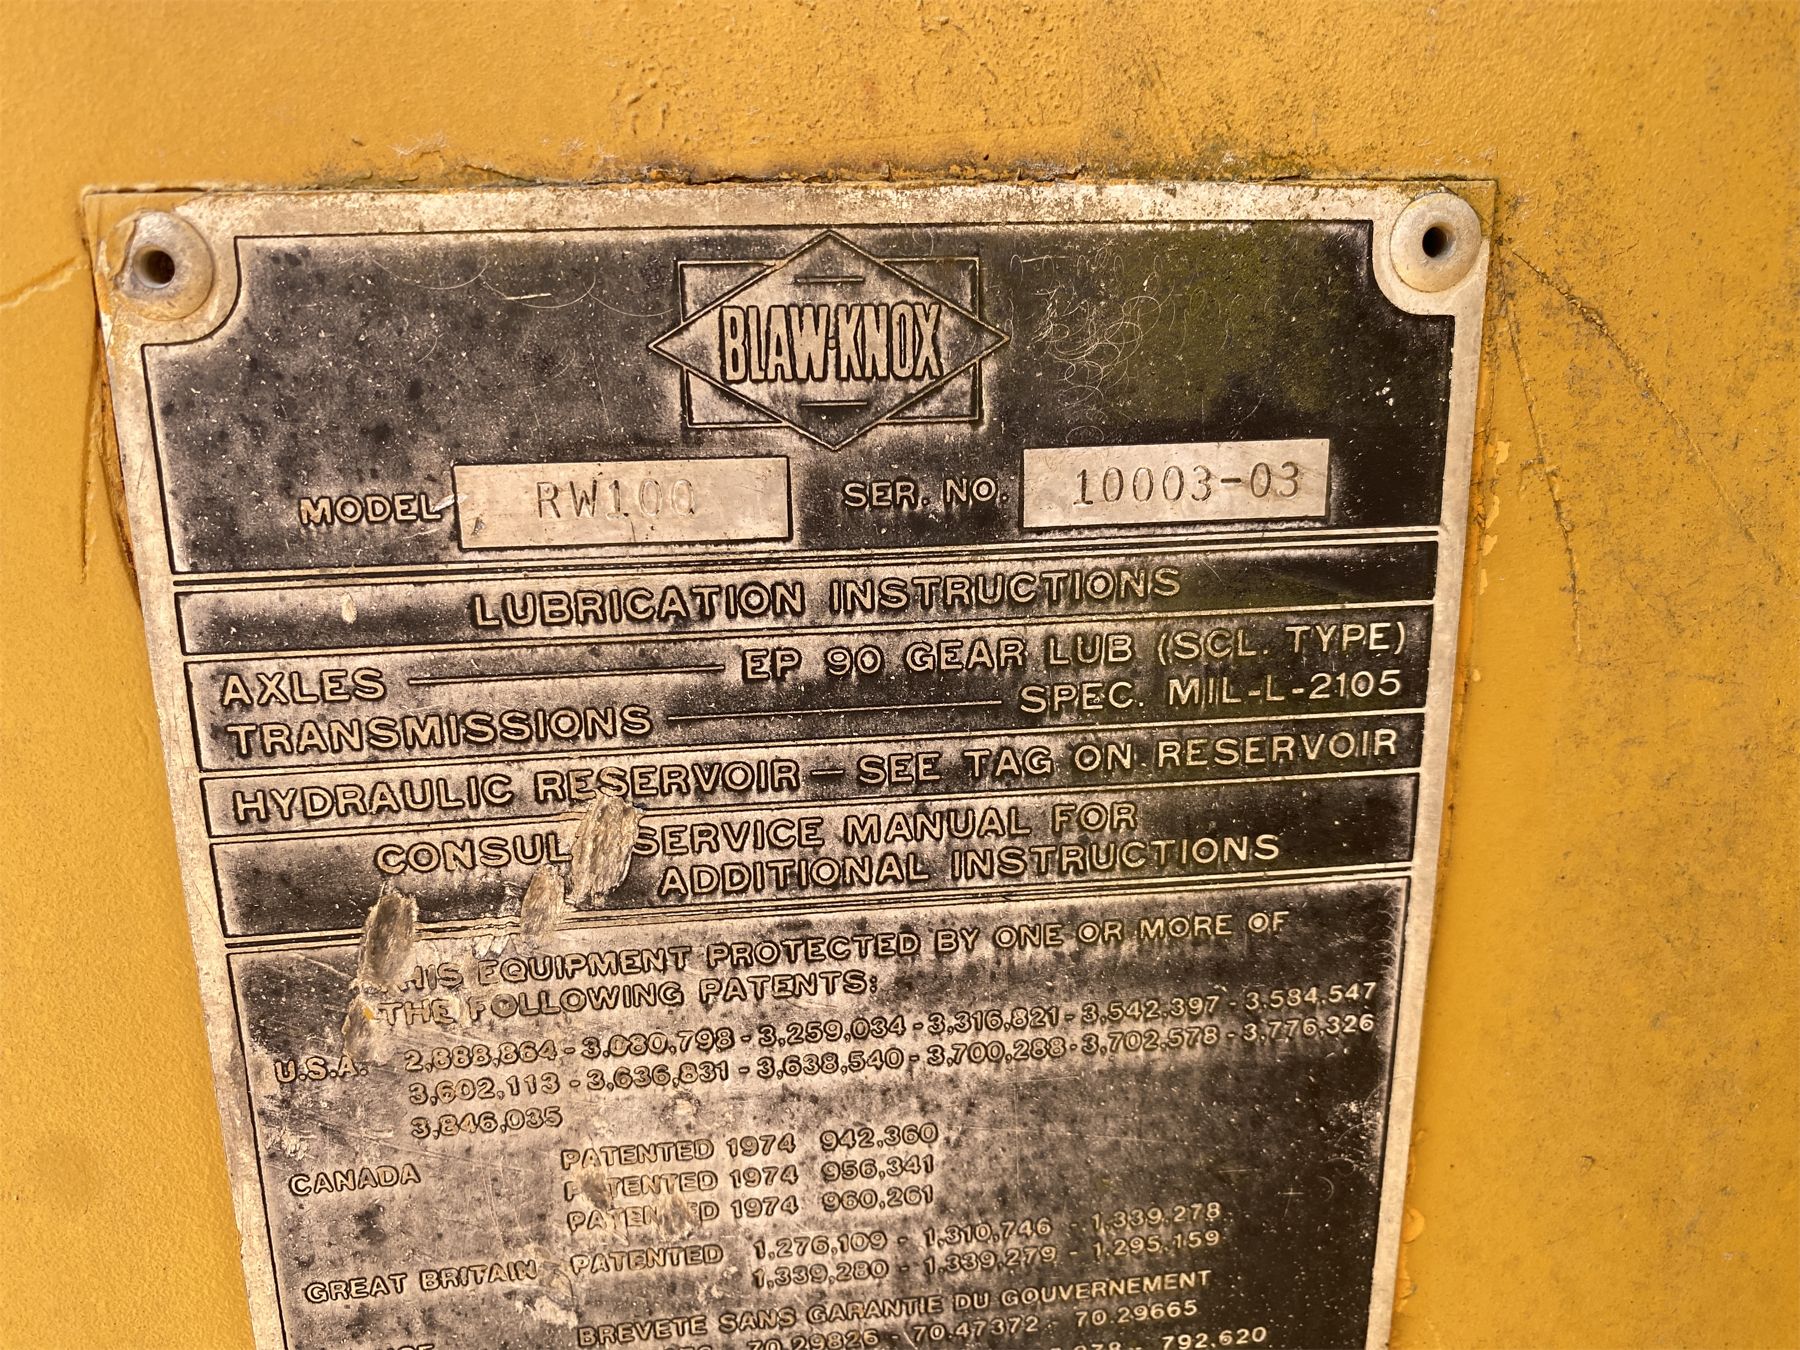 BLAW-KNOX
MODEL RW100 SER. NO. 10003-03
LUBRICATION INSTRUCTIONS
AXLES — EP 90 GEAR LUB (SCL. TYPE)
TRANSMISSIONS — SPEC. MIL-L-2105
HYDRAULIC RESERVOIR — SEE TAG ON RESERVOIR
CONSUL SERVICE MANUAL FOR
ADDITIONAL INSTRUCTIONS
HIS EQUIPMENT PROTECTED BY ONE OR MORE OF
THE FOLLOWING PATENTS:
U.S.A. 2,888,864 - 3,080,798 - 3,259,034 - 3,316,821 - 3,542,397 - 3,584,547
3,602,113 - 3,636,831 - 3,638,540 - 3,700,288 - 3,702,578 - 3,776,326
3,846,035
CANADA PATENTED 1974 942,360
PATENTED 1974 956,341
PATENTED 1974 960,261
GREAT BRITAIN PATENTED 1,276,109 - 1,310,746 - 1,339,278
1,339,280 - 1,339,279 - 1,295,159
BREVETE SANS GARANTIE DU GOUVERNEMENT
70.29826 - 70.47372 - 70.29665
792,620